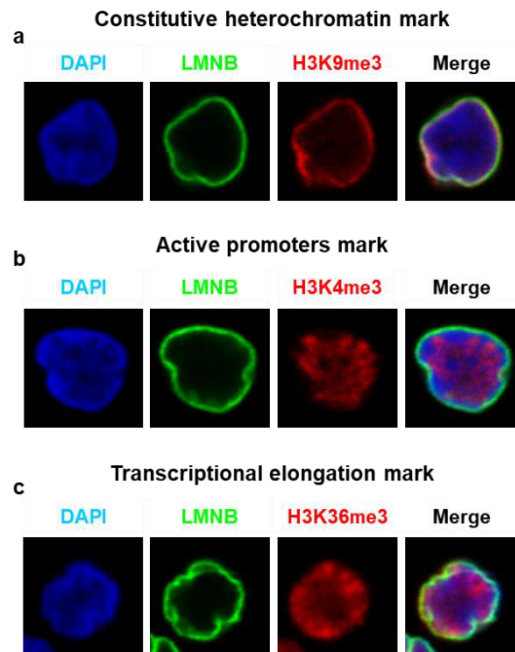 Constitutive heterochromatin mark
a
DAPI LMNB H3K9me3 Merge
Active promoters mark
b
DAPI LMNB H3K4me3 Merge
Transcriptional elongation mark
c
DAPI LMNB H3K36me3 Merge